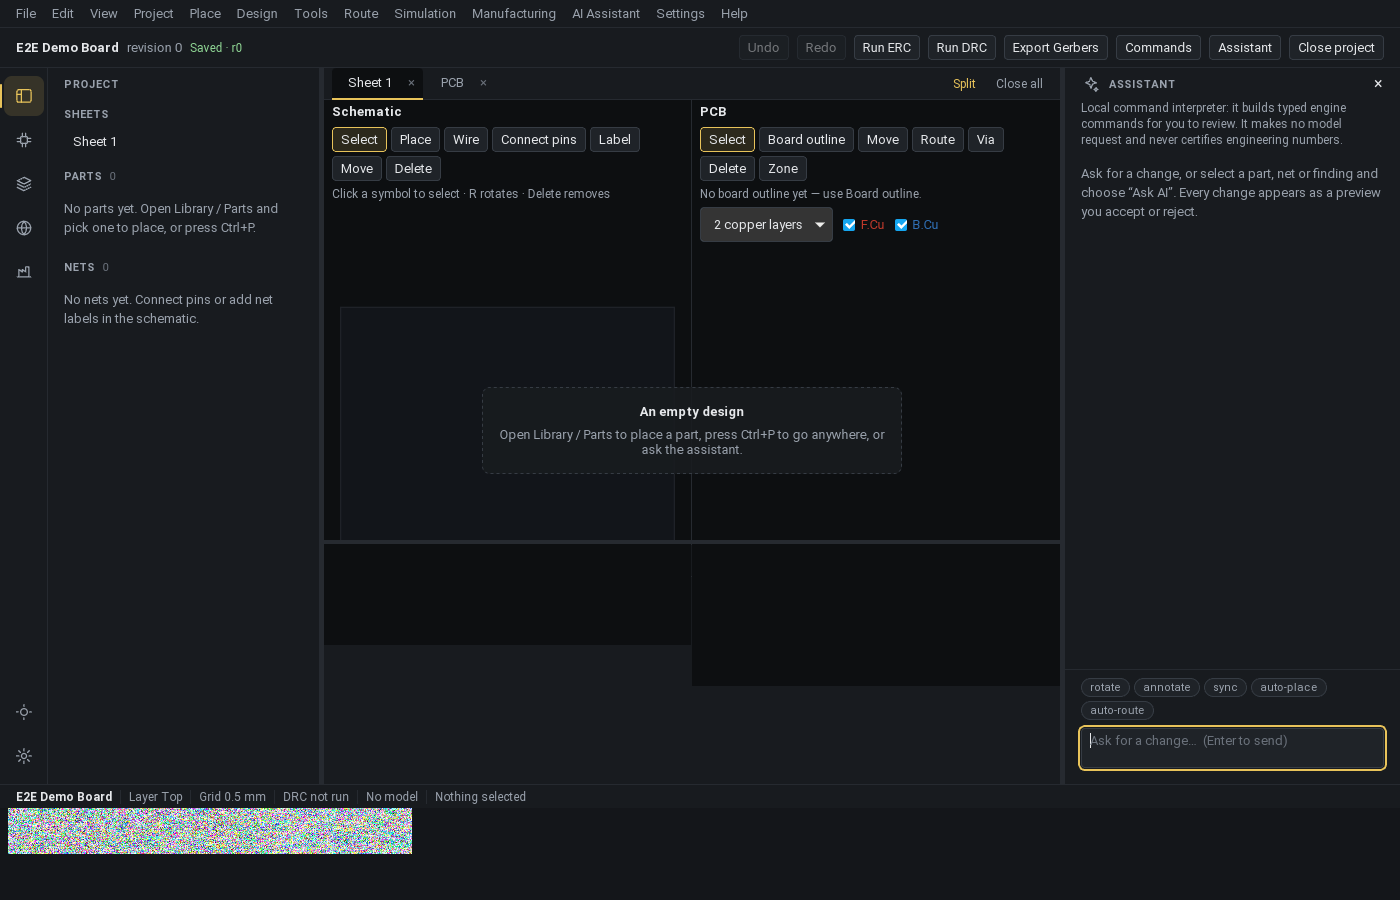 File Edit View Project Place Design Tools Route Simulation Manufacturing AI Assistant Settings Help
E2E Demo Board revision 0 Saved · r0 Undo Redo Run ERC Run DRC Export Gerbers Commands Assistant Close project
PROJECT
SHEETS
Sheet 1
PARTS 0
No parts yet. Open Library / Parts and
pick one to place, or press Ctrl+P.
NETS 0
No nets yet. Connect pins or add net
labels in the schematic.
Sheet 1 × PCB × Split Close all
Schematic
Select Place Wire Connect pins Label
Move Delete
Click a symbol to select · R rotates · Delete removes
PCB
Select Board outline Move Route Via
Delete Zone
No board outline yet — use Board outline.
2 copper layers F.Cu B.Cu
An empty design
Open Library / Parts to place a part, press Ctrl+P to go anywhere, or
ask the assistant.
ASSISTANT ×
Local command interpreter: it builds typed engine
commands for you to review. It makes no model
request and never certifies engineering numbers.
Ask for a change, or select a part, net or finding and
choose “Ask AI”. Every change appears as a preview
you accept or reject.
rotate annotate sync auto-place
auto-route
Ask for a change… (Enter to send)
E2E Demo Board Layer Top Grid 0.5 mm DRC not run No model Nothing selected